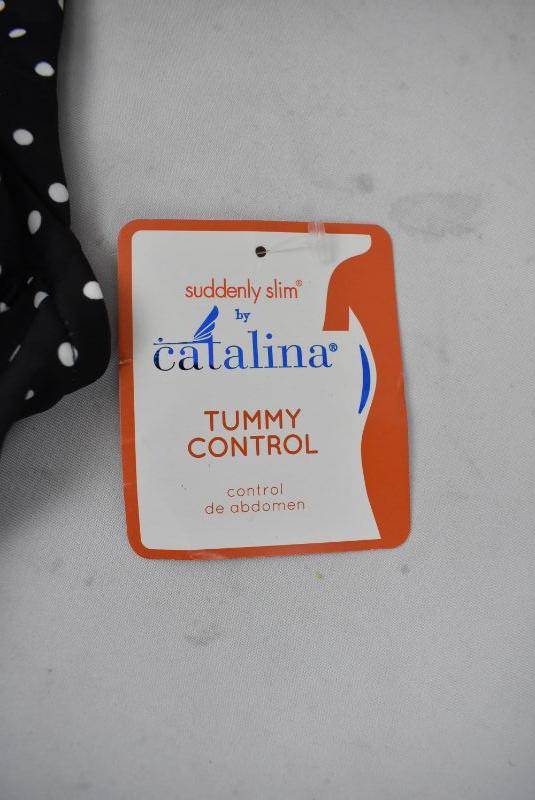 suddenly slim®
by
catalina®
TUMMY
CONTROL
control
de abdomen